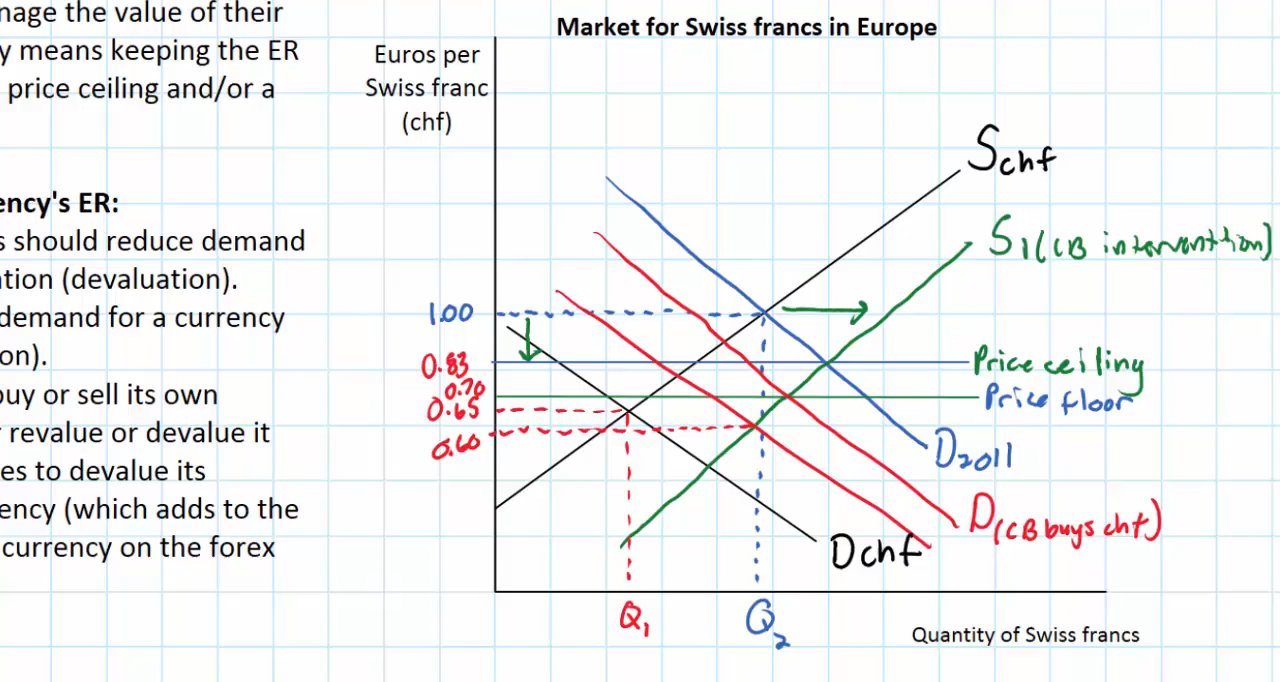 nage the value of their
y means keeping the ER
price ceiling and/or a
ency's ER:
s should reduce demand
ation (devaluation).
demand for a currency
on).
buy or sell its own
r revalue or devalue it
es to devalue its
ency (which adds to the
currency on the forex
Market for Swiss francs in Europe
Euros per
Swiss franc
(chf)
Schf
S1(CB intervention)
1.00
0.83
0.70
0.65
0.60
Price ceiling
Price floor
D2011
D(CB buys chf)
Dchf
Q1
Q2
Quantity of Swiss francs